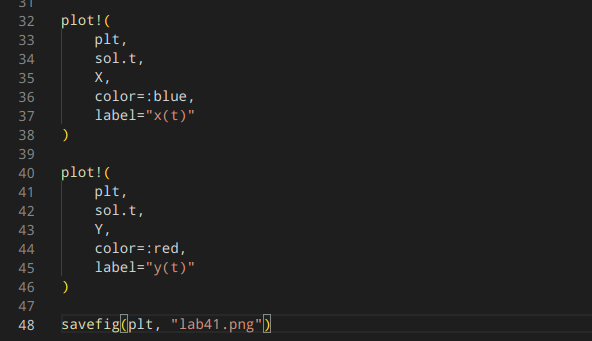 31
32 plot!(
33     plt,
34     sol.t,
35     X,
36     color=:blue,
37     label="x(t)"
38 )
39
40 plot!(
41     plt,
42     sol.t,
43     Y,
44     color=:red,
45     label="y(t)"
46 )
47
48 savefig(plt, "lab41.png")